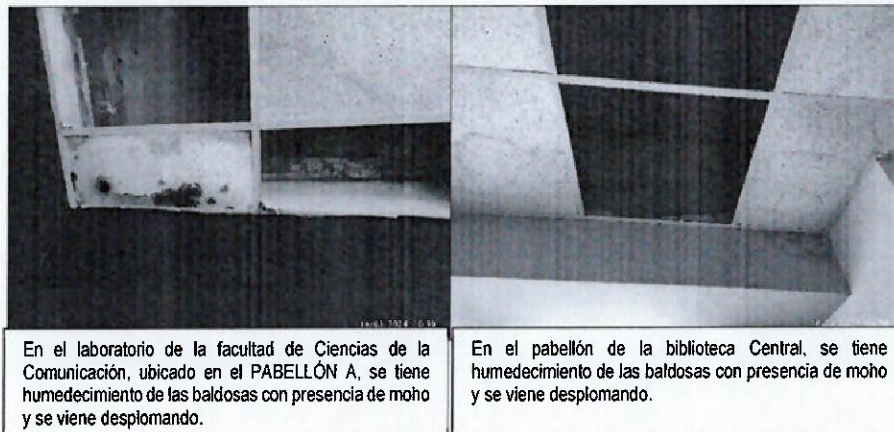 En el laboratorio de la facultad de Ciencias de la
Comunicación, ubicado en el PABELLÓN A, se tiene
humedecimiento de las baldosas con presencia de moho
y se viene desplomando.
En el pabellón de la biblioteca Central, se tiene
humedecimiento de las baldosas con presencia de moho
y se viene desplomando.